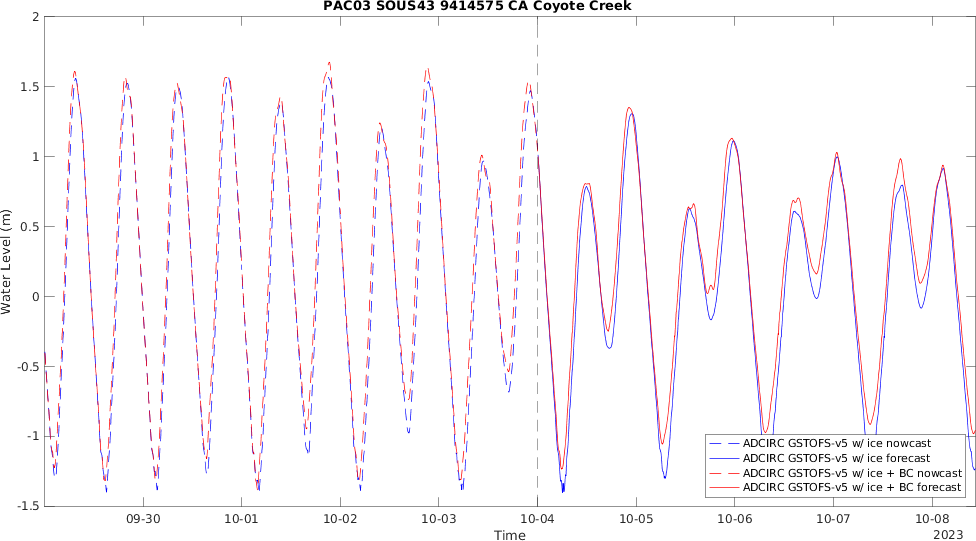 PAC03 SOUS43 9414575 CA Coyote Creek
2
1.5
1
0.5
0
-0.5
-1
-1.5
Water Level (m)
ADCIRC GSTOFS-v5 w/ ice nowcast
ADCIRC GSTOFS-v5 w/ ice forecast
ADCIRC GSTOFS-v5 w/ ice + BC nowcast
ADCIRC GSTOFS-v5 w/ ice + BC forecast
09-30 10-01 10-02 10-03 10-04 10-05 10-06 10-07 10-08
Time
2023